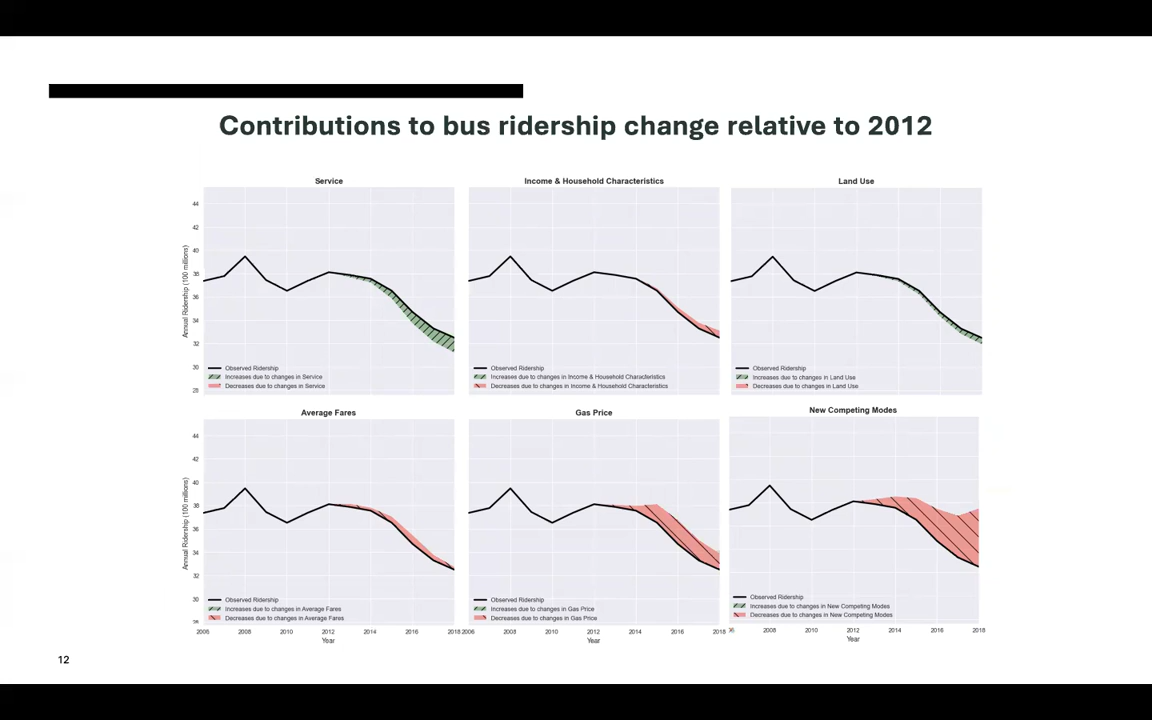 Contributions to bus ridership change relative to 2012
Service
Income & Household Characteristics
Land Use
44
42
40
38
36
34
32
30
28
Annual Ridership (100 millions)
Observed Ridership
Increases due to changes in Service
Decreases due to changes in Service
Observed Ridership
Increases due to changes in Income & Household Characteristics
Decreases due to changes in Income & Household Characteristics
Observed Ridership
Increases due to changes in Land Use
Decreases due to changes in Land Use
Average Fares
Gas Price
New Competing Modes
44
42
40
38
36
34
32
30
28
Annual Ridership (100 millions)
Observed Ridership
Increases due to changes in Average Fares
Decreases due to changes in Average Fares
Observed Ridership
Increases due to changes in Gas Price
Decreases due to changes in Gas Price
Observed Ridership
Increases due to changes in New Competing Modes
Decreases due to changes in New Competing Modes
2006 2008 2010 2012 2014 2016 2018
Year
2006 2008 2010 2012 2014 2016 2018
Year
2008 2010 2012 2014 2016 2018
Year
12